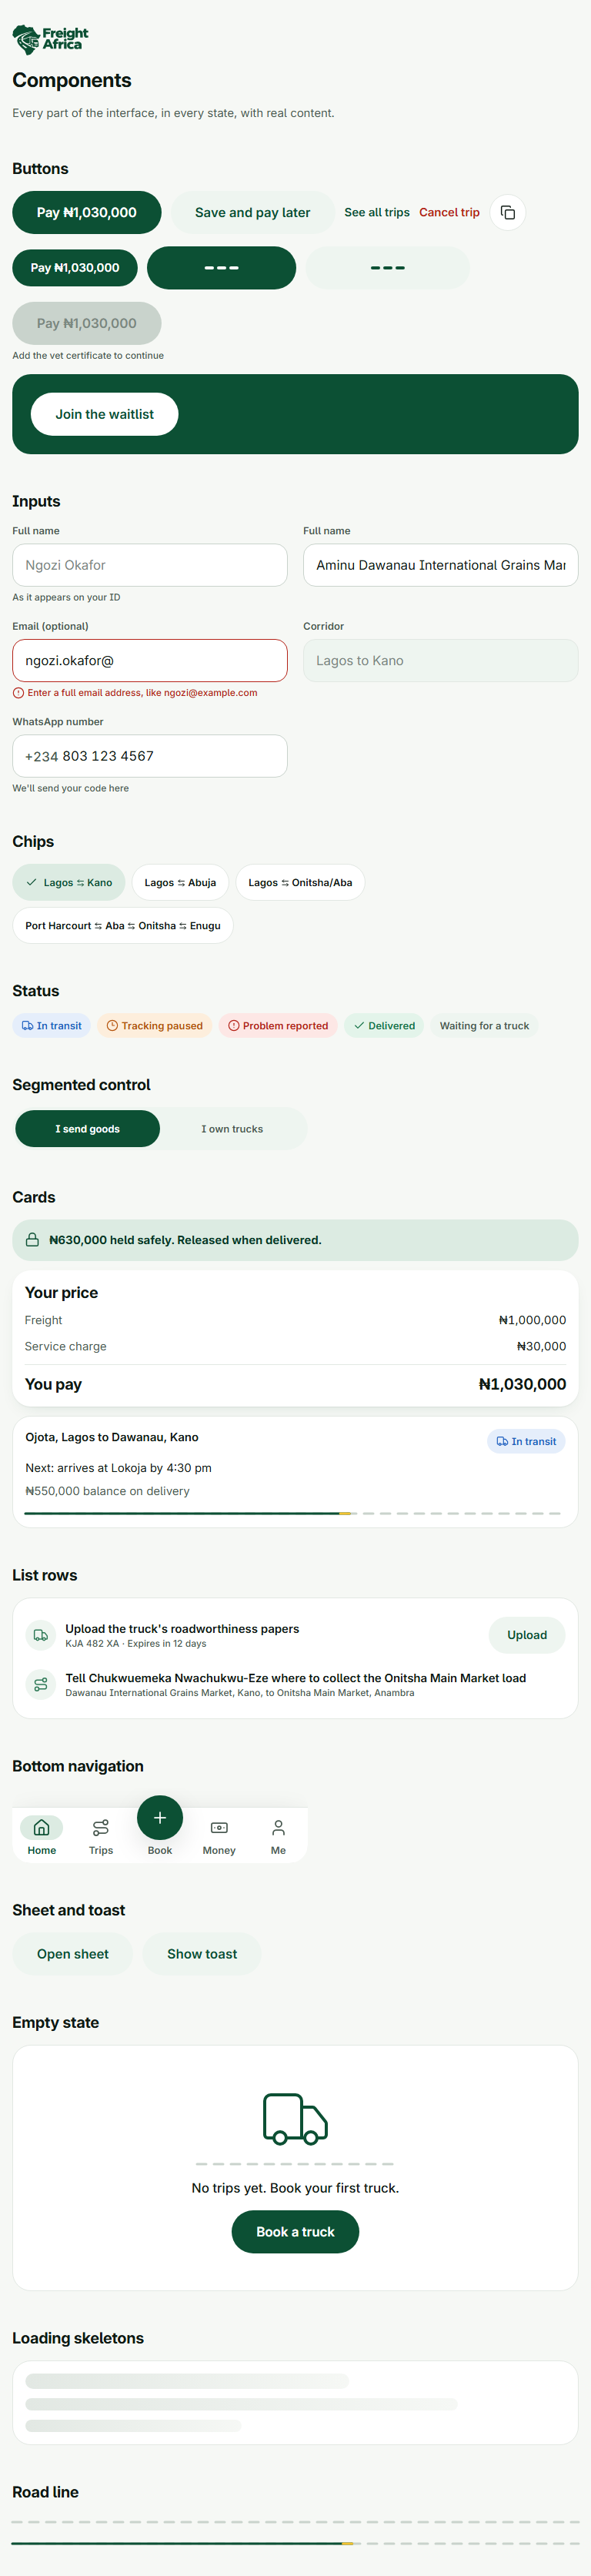 Freight
Africa
Components
Every part of the interface, in every state, with real content.
Buttons
Pay ₦1,030,000
Save and pay later
See all trips
Cancel trip
Pay ₦1,030,000
Pay ₦1,030,000
Add the vet certificate to continue
Join the waitlist
Inputs
Full name
Ngozi Okafor
As it appears on your ID
Full name
Aminu Dawanau International Grains Mar
Email (optional)
ngozi.okafor@
Enter a full email address, like ngozi@example.com
Corridor
Lagos to Kano
WhatsApp number
+234 803 123 4567
We'll send your code here
Chips
Lagos ⇆ Kano
Lagos ⇆ Abuja
Lagos ⇆ Onitsha/Aba
Port Harcourt ⇆ Aba ⇆ Onitsha ⇆ Enugu
Status
In transit
Tracking paused
Problem reported
Delivered
Waiting for a truck
Segmented control
I send goods
I own trucks
Cards
₦630,000 held safely. Released when delivered.
Your price
Freight ₦1,000,000
Service charge ₦30,000
You pay ₦1,030,000
Ojota, Lagos to Dawanau, Kano
In transit
Next: arrives at Lokoja by 4:30 pm
₦550,000 balance on delivery
List rows
Upload the truck's roadworthiness papers
KJA 482 XA · Expires in 12 days
Upload
Tell Chukwuemeka Nwachukwu-Eze where to collect the Onitsha Main Market load
Dawanau International Grains Market, Kano, to Onitsha Main Market, Anambra
Bottom navigation
Home
Trips
Book
Money
Me
Sheet and toast
Open sheet
Show toast
Empty state
No trips yet. Book your first truck.
Book a truck
Loading skeletons
Road line